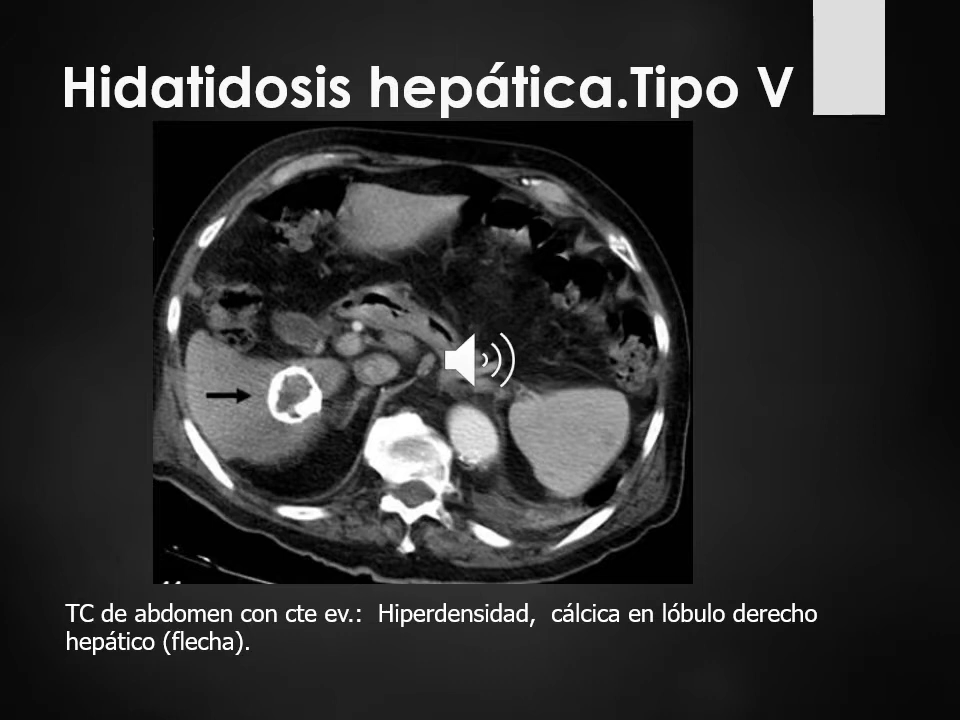 Hidatidosis hepática.Tipo V
TC de abdomen con cte ev.: Hiperdensidad, cálcica en lóbulo derecho
hepático (flecha).